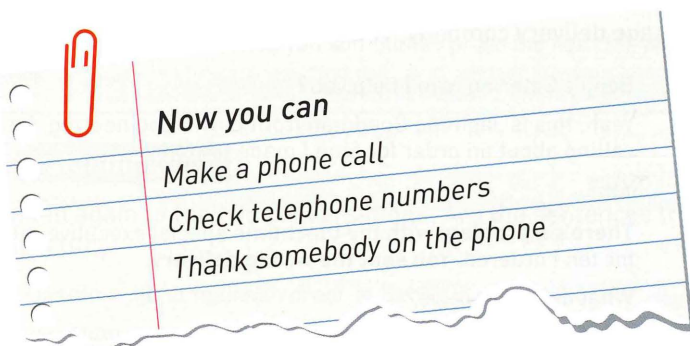 Now you can
Make a phone call
Check telephone numbers
Thank somebody on the phone